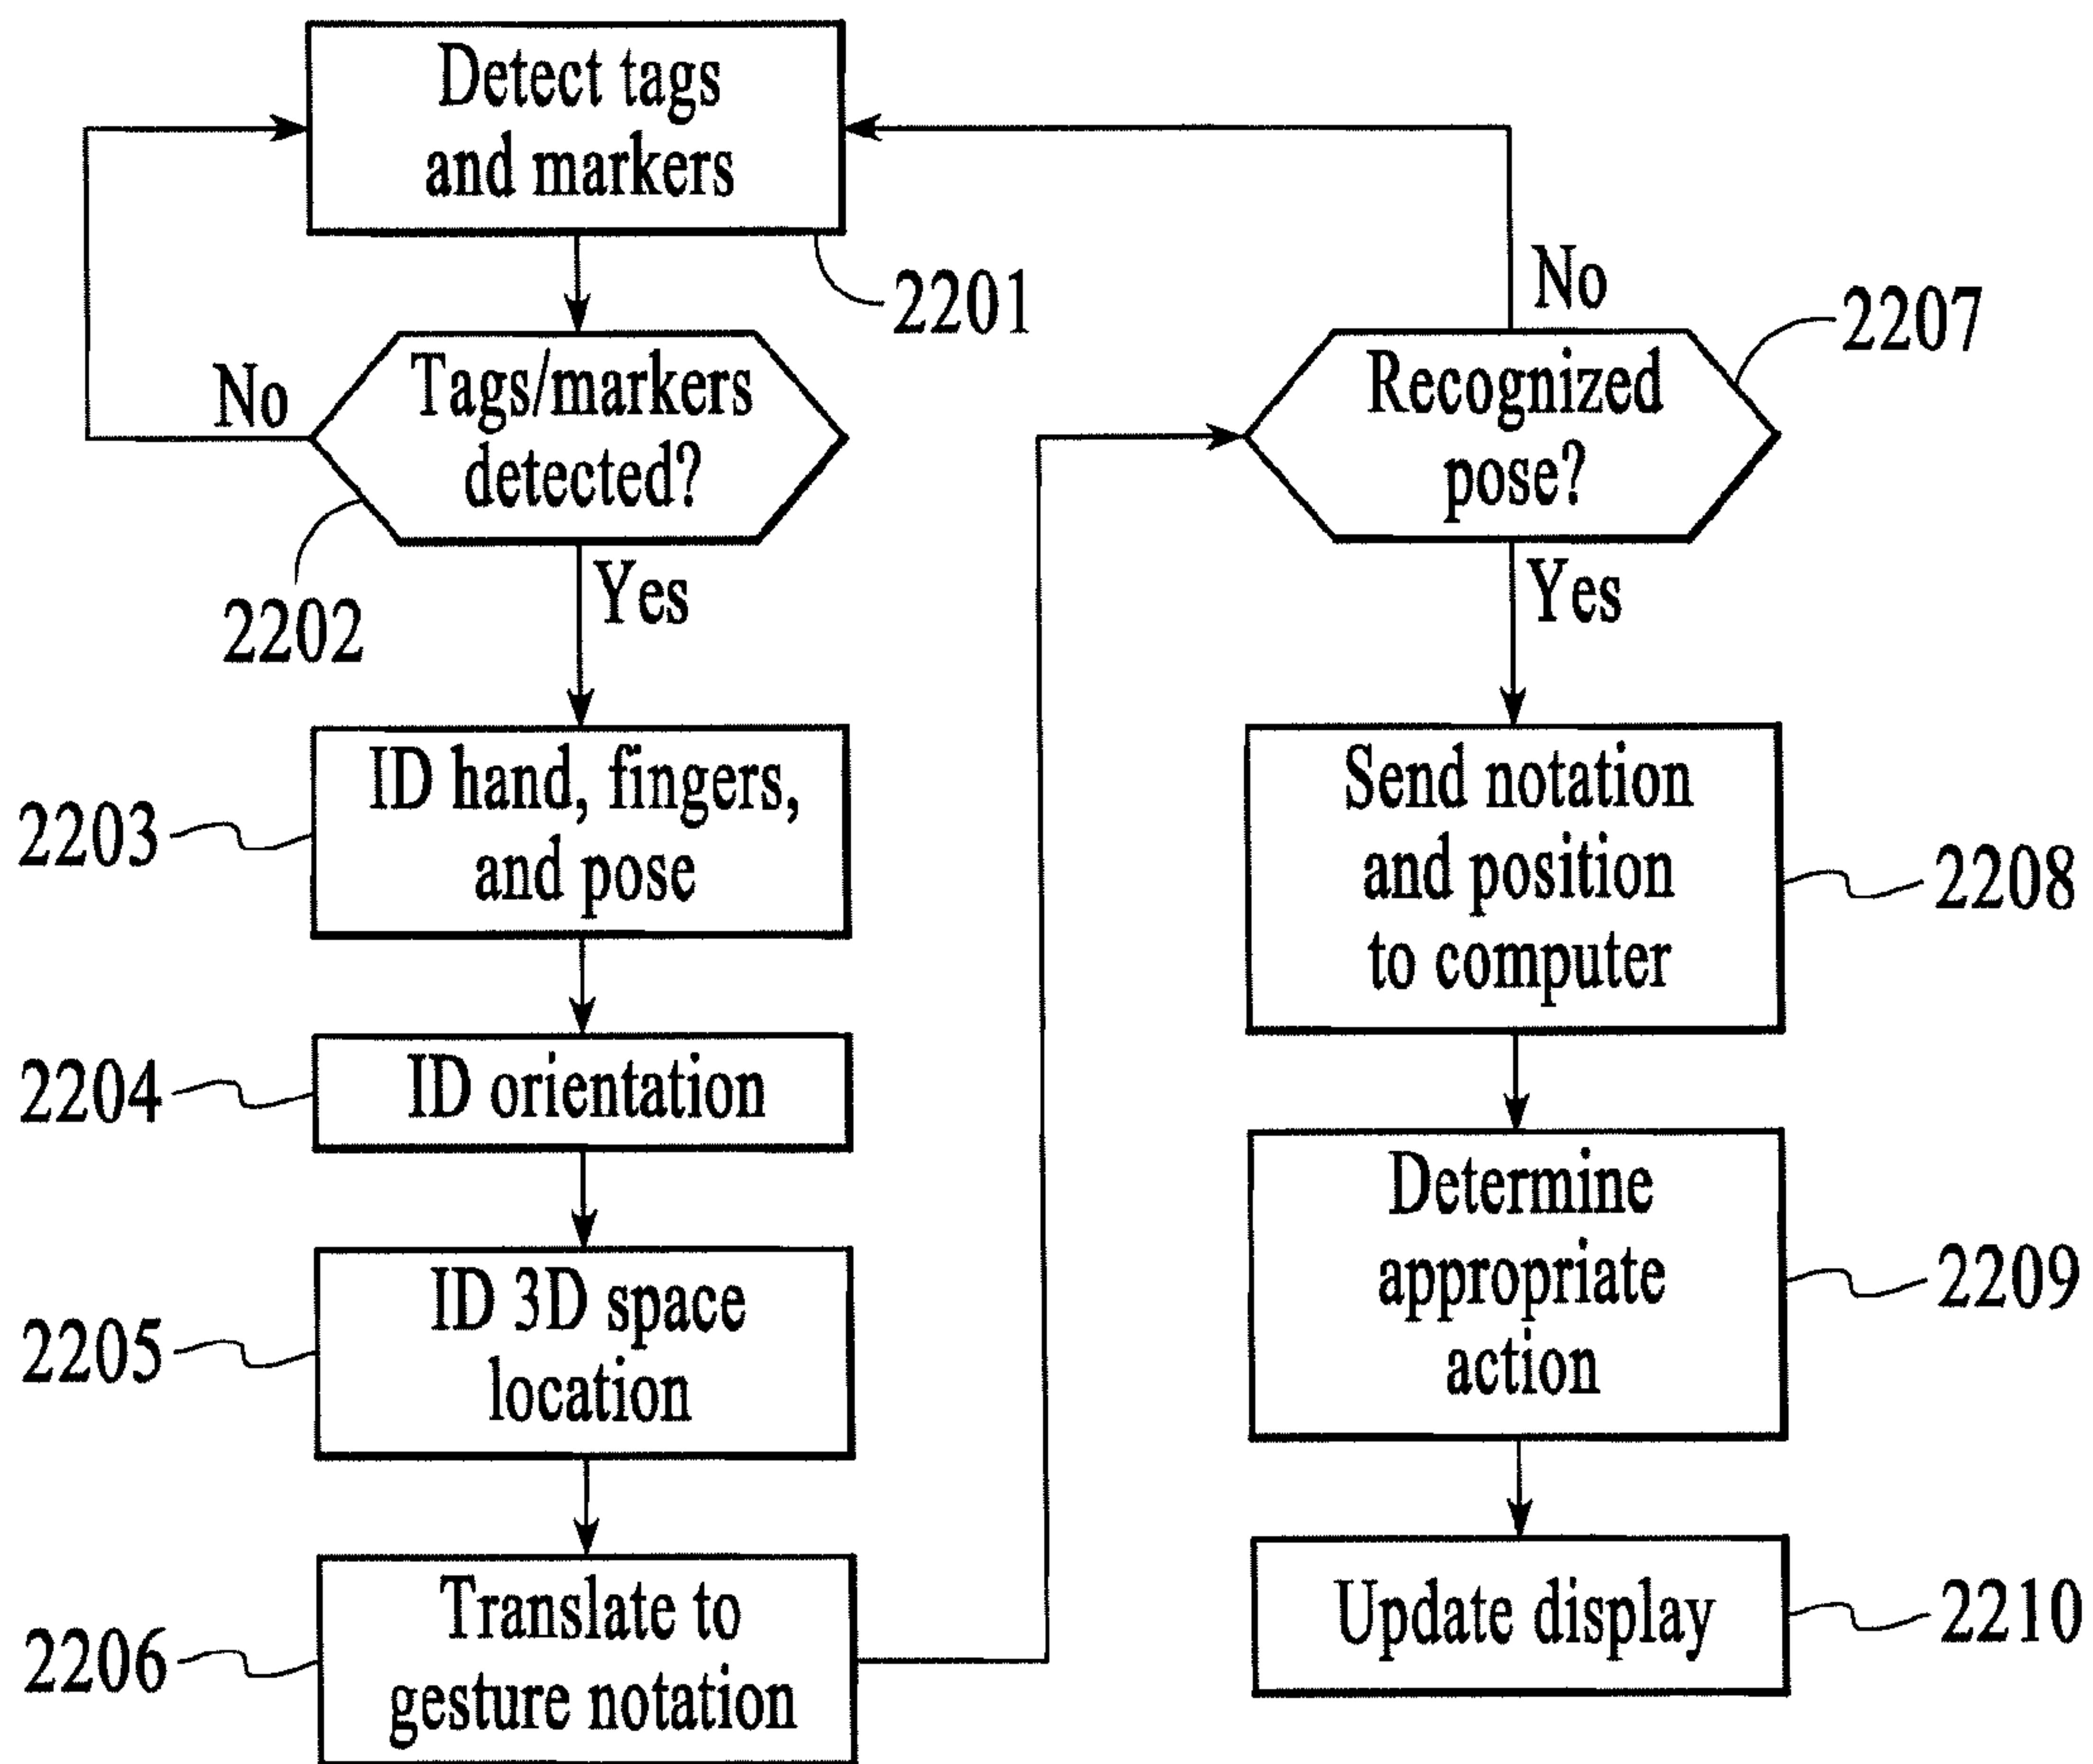 Detect tags
and markers
2201
Tags/markers
detected?
No
2202
Yes
ID hand, fingers,
and pose
2203
ID orientation
2204
ID 3D space
location
2205
Translate to
gesture notation
2206
Recognized
pose?
No
2207
Yes
Send notation
and position
to computer
2208
Determine
appropriate
action
2209
Update display
2210